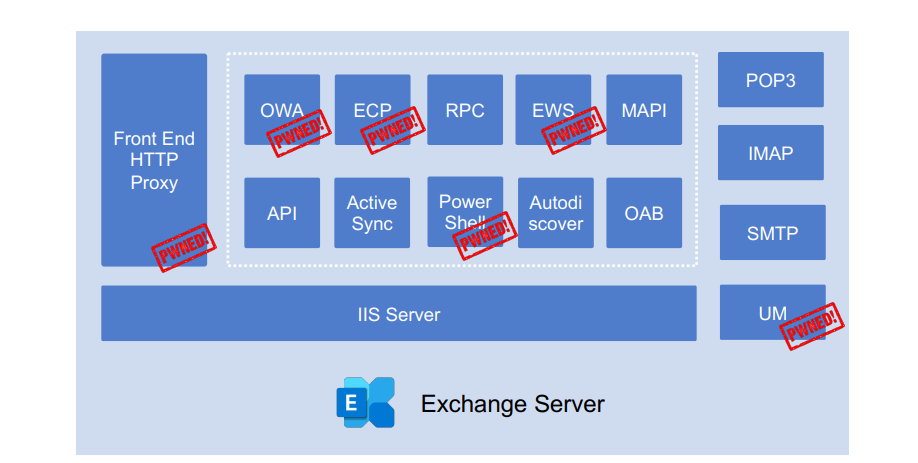 Front End
HTTP
Proxy
PWNED!
OWA
PWNED!
ECP
PWNED!
RPC
EWS
PWNED!
MAPI
API
Active
Sync
Power
Shell
PWNED!
Autodi
scover
OAB
IIS Server
POP3
IMAP
SMTP
UM
PWNED!
E
Exchange Server